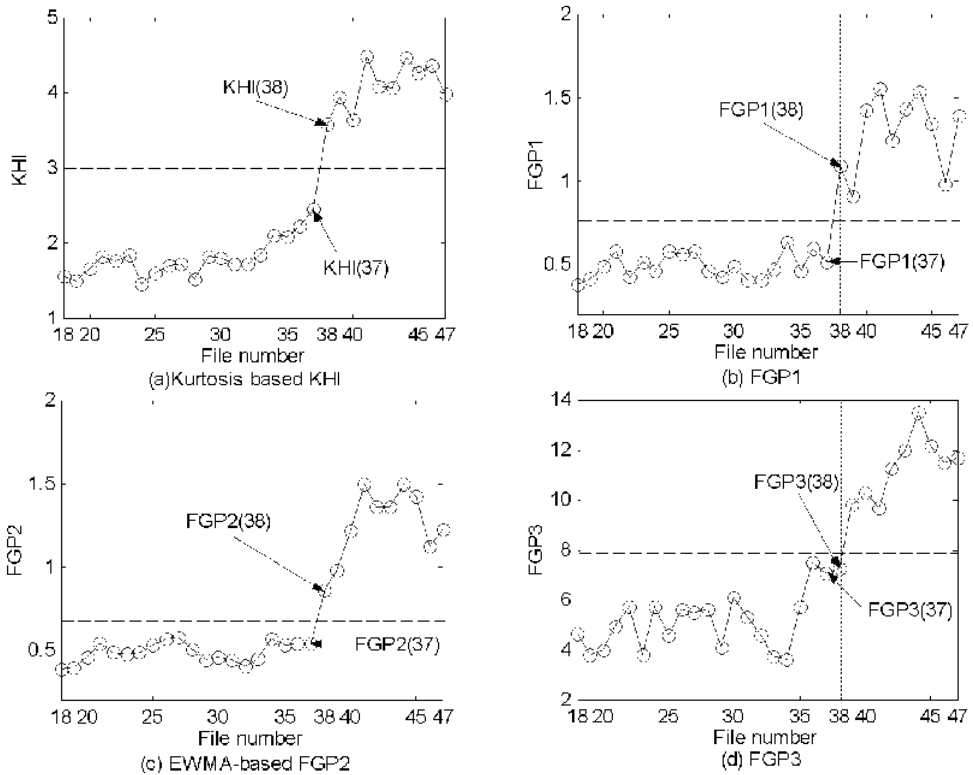 5
4
KHI(38)
3
KHI
2
KHI(37)
1
18 20 25 30 35 38 40 45 47
File number
(a)Kurtosis based KHI
2
1.5
FGP1(38)
1
FGP1
0.5
FGP1(37)
18 20 25 30 35 38 40 45 47
File number
(b) FGP1
2
1.5
FGP2(38)
1
FGP2
0.5
FGP2(37)
18 20 25 30 35 38 40 45 47
File number
(c) EWMA-based FGP2
14
12
10
FGP3(38)
8
FGP3
6
FGP3(37)
4
2
18 20 25 30 35 38 40 45 47
File number
(d) FGP3